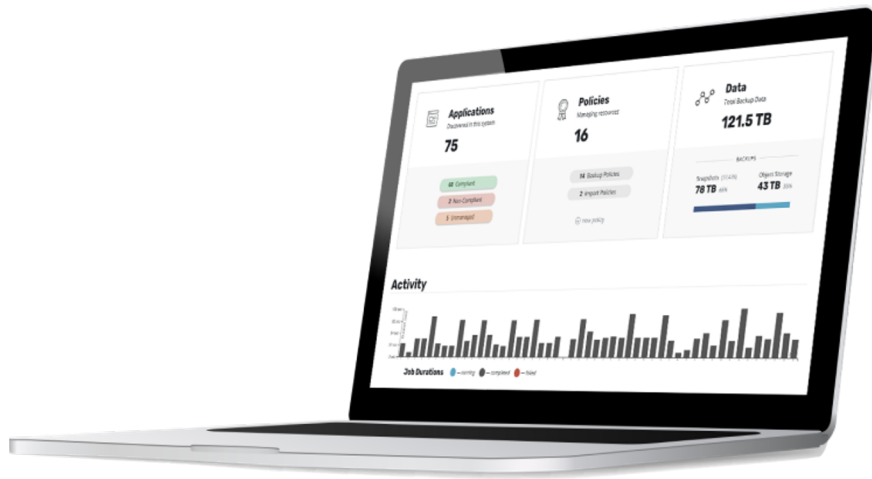 Applications
Discovered in this system
75
Compliant
2 Non-Compliant
Unmanaged
Policies
Managing resources
16
14 Backup Policies
2 Import Policies
New policy
Data
Total Backup Data
121.5 TB
BACKUPS
Snapshots
78 TB
Object Storage
43 TB
Activity
Job Durations
running
completed
failed